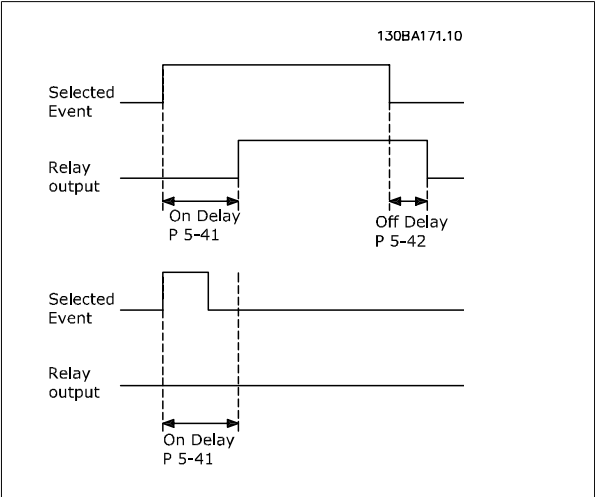 130BA171.10
Selected
Event
Relay
output
On Delay
P 5-41
Off Delay
P 5-42
Selected
Event
Relay
output
On Delay
P 5-41